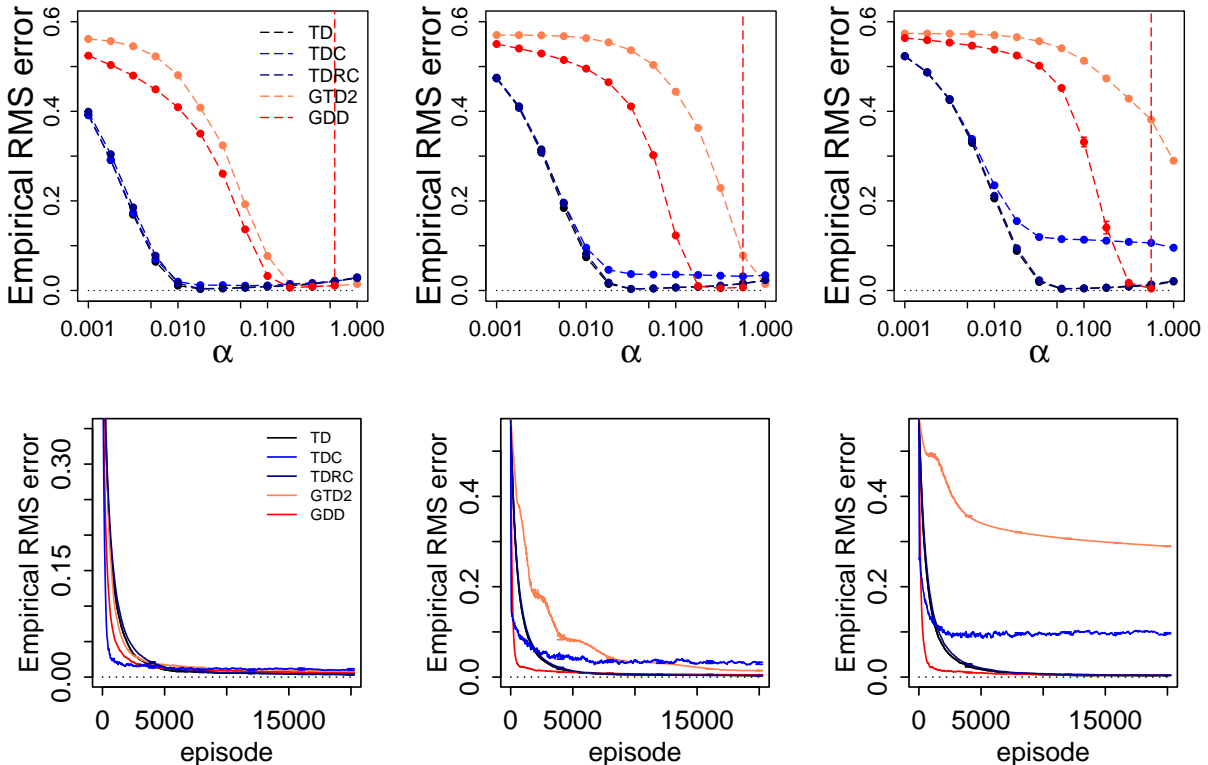 Empirical RMS error
0.0 0.2 0.4 0.6
TD
TDC
TDRC
GTD2
GDD
0.001 0.010 0.100 1.000
α
Empirical RMS error
0.0 0.2 0.4 0.6
0.001 0.010 0.100 1.000
α
Empirical RMS error
0.0 0.2 0.4 0.6
0.001 0.010 0.100 1.000
α
Empirical RMS error
0.00 0.15 0.30
TD
TDC
TDRC
GTD2
GDD
0 5000 15000
episode
Empirical RMS error
0.0 0.2 0.4
0 5000 15000
episode
Empirical RMS error
0.0 0.2 0.4
0 5000 15000
episode